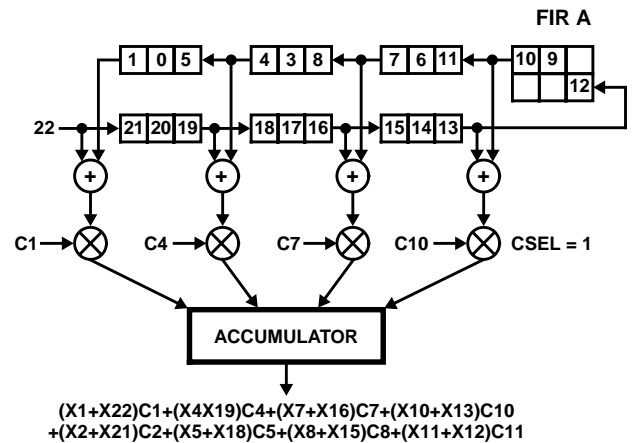 FIR A
1 0 5 4 3 8 7 6 11 10 9
12
22 21 20 19 18 17 16 15 14 13
+ + + +
C1 C4 C7 C10 CSEL = 1
ACCUMULATOR
(X1+X22)C1+(X4X19)C4+(X7+X16)C7+(X10+X13)C10
+(X2+X21)C2+(X5+X18)C5+(X8+X15)C8+(X11+X12)C11